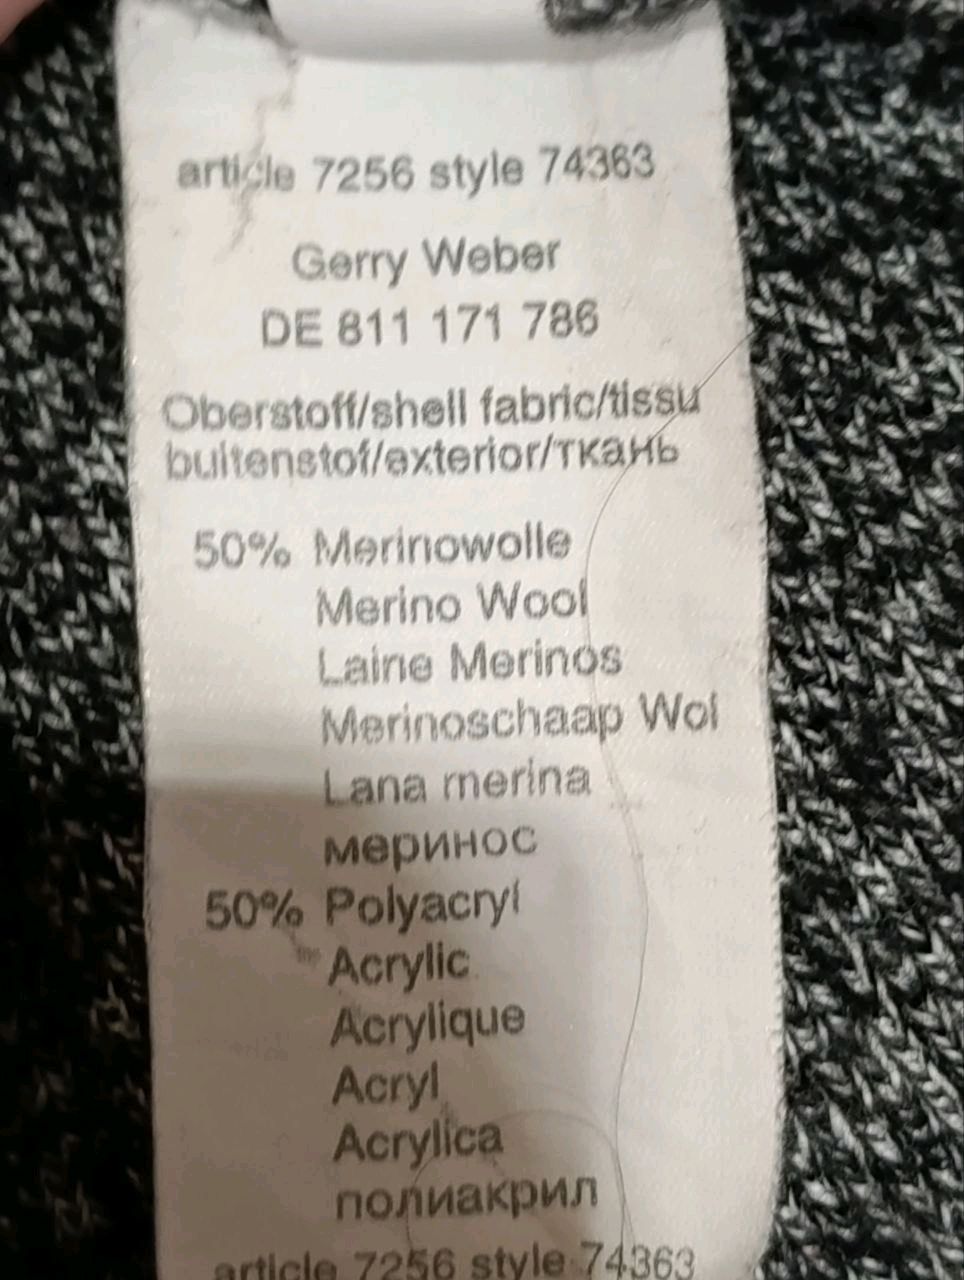 article 7256 style 74363
Gerry Weber
DE 811 171 786
Oberstoff/shell fabric/tissu
buitenstof/exterior/ткань
50% Merinowolle
Merino Wool
Laine Merinos
Merinoschaap Wol
Lana merina
меринос
50% Polyacryl
Acrylic
Acrylique
Acryl
Acrylica
полиакрил
article 7256 style 74363